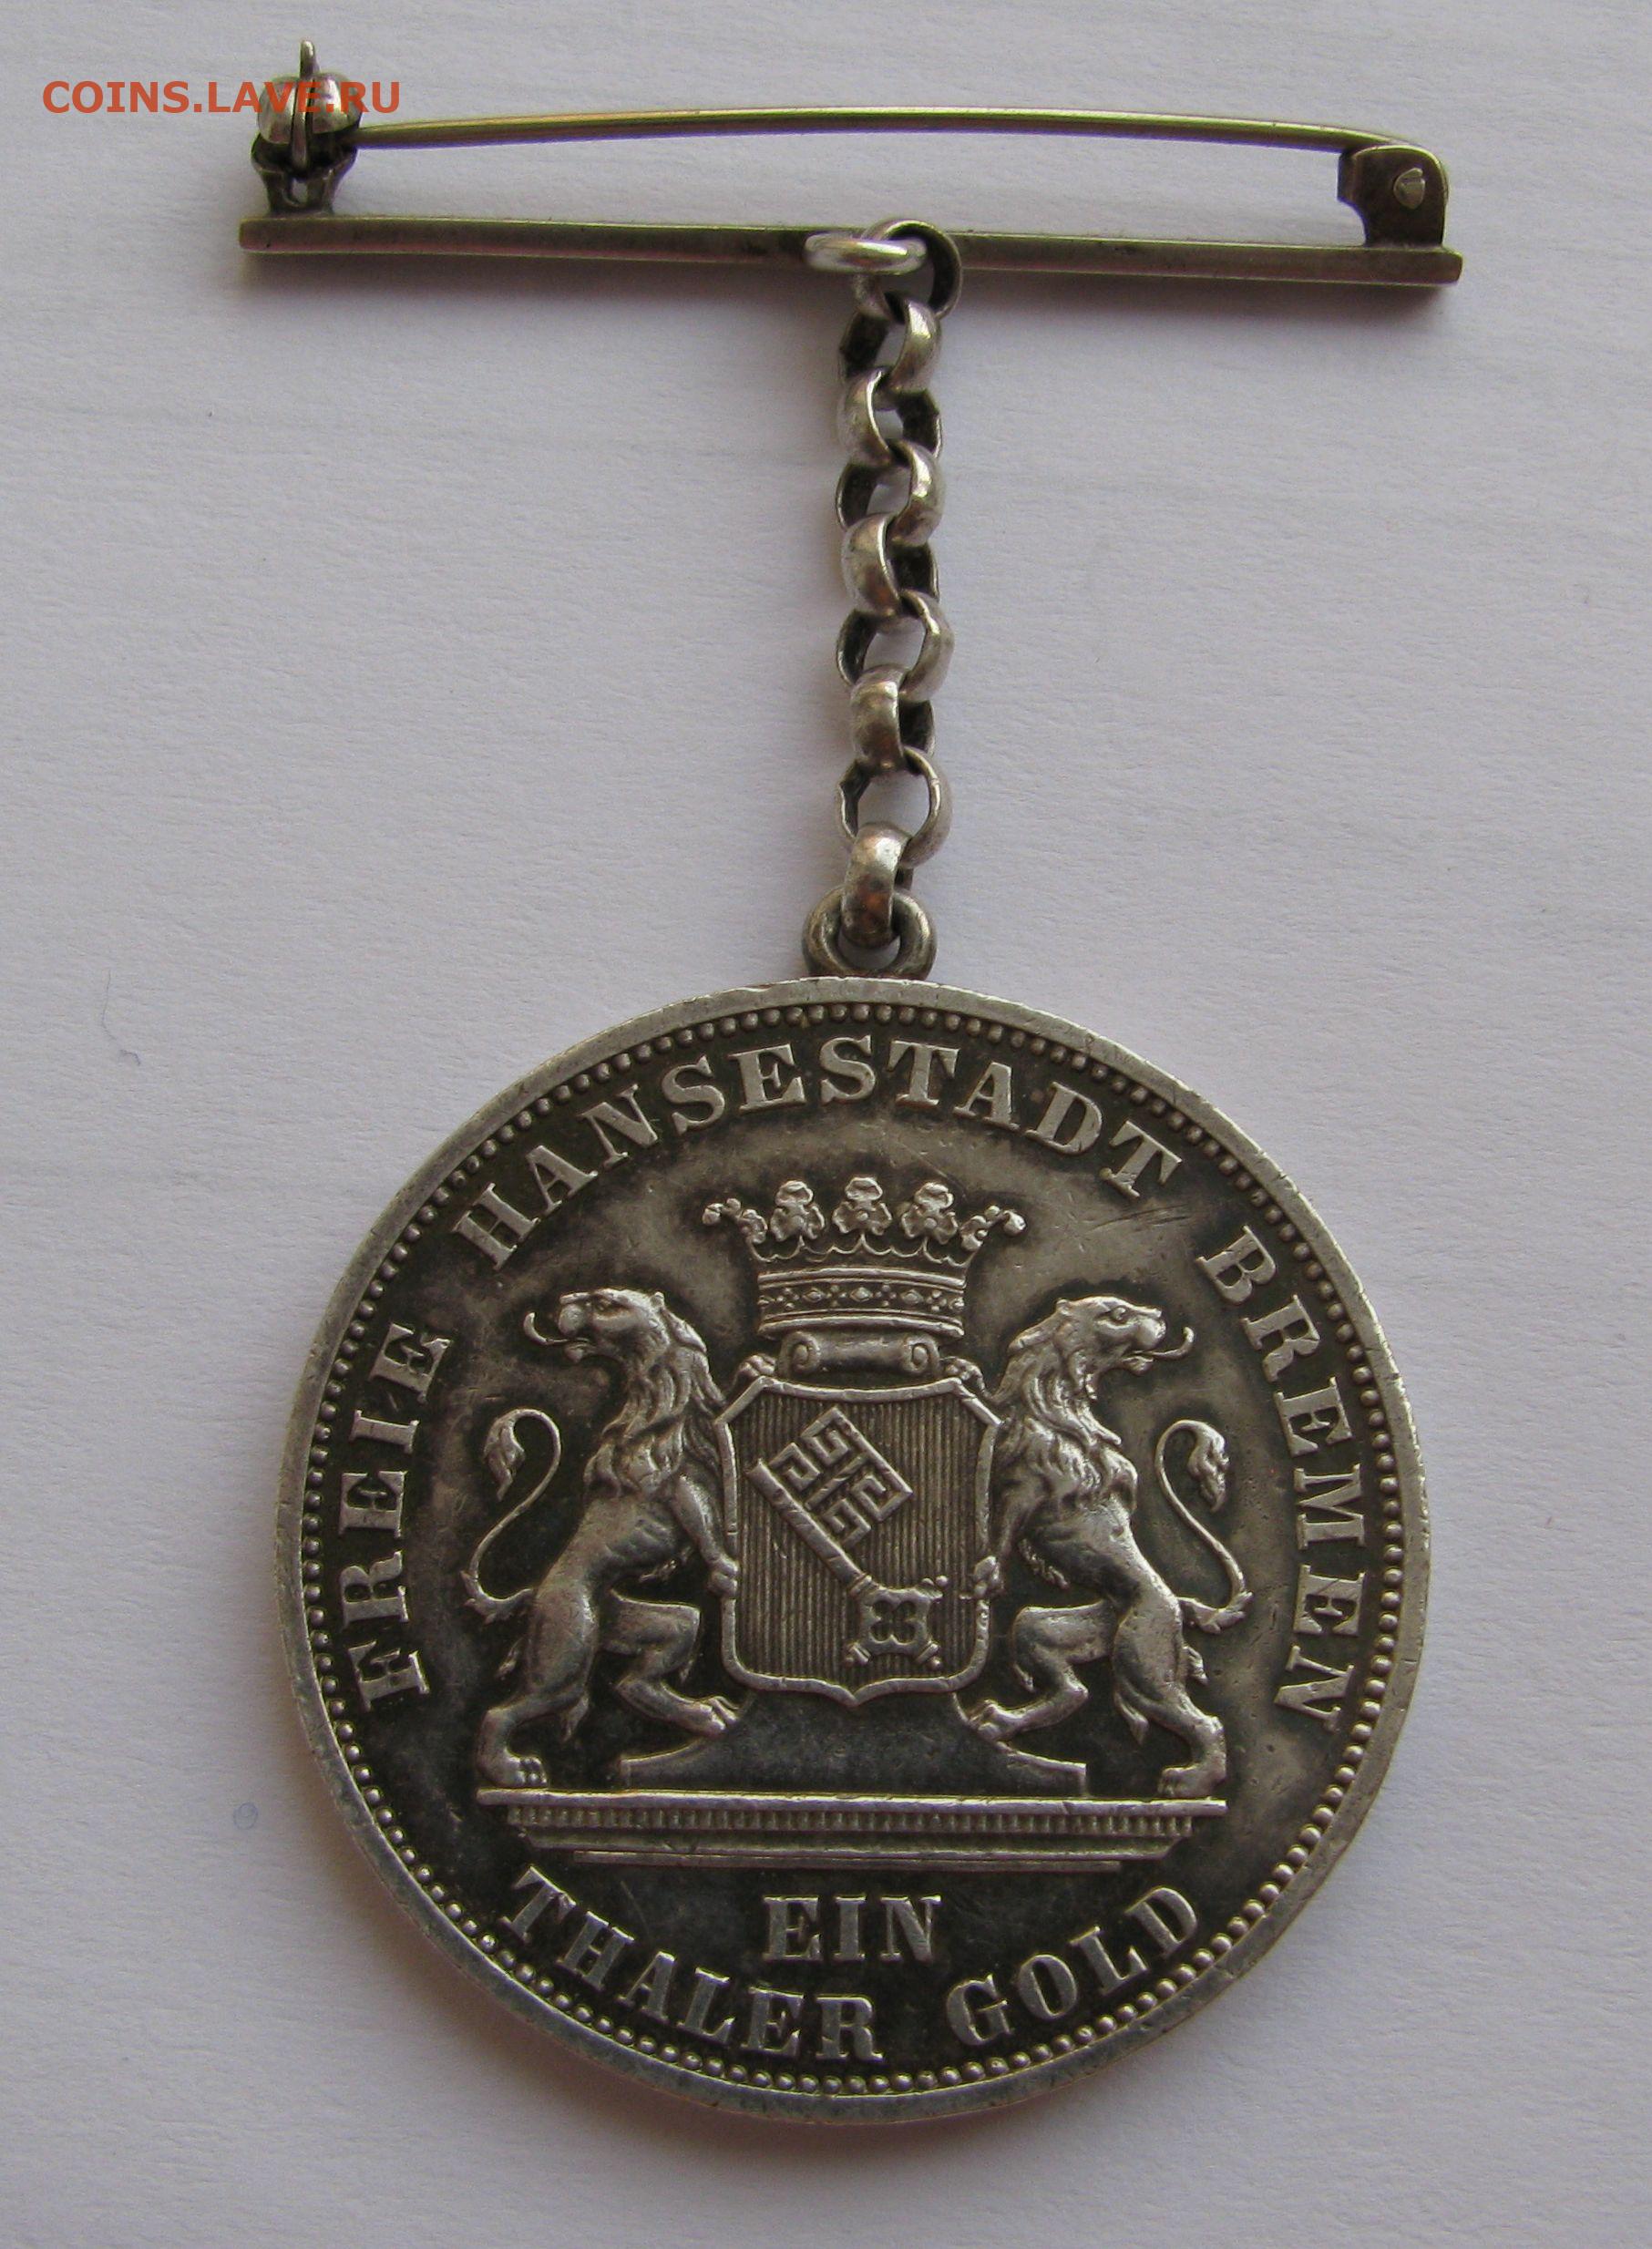 COINS.LAVE.RU
FREIE HANSESTADT BREMEN
EIN
THALER GOLD